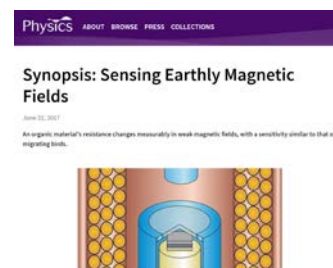 Physics ABOUT BROWSE PRESS COLLECTIONS
Synopsis: Sensing Earthly Magnetic
Fields
June 21, 2017
An organic material's resistance changes measurably in weak magnetic fields, with a sensitivity similar to that o
migrating birds.